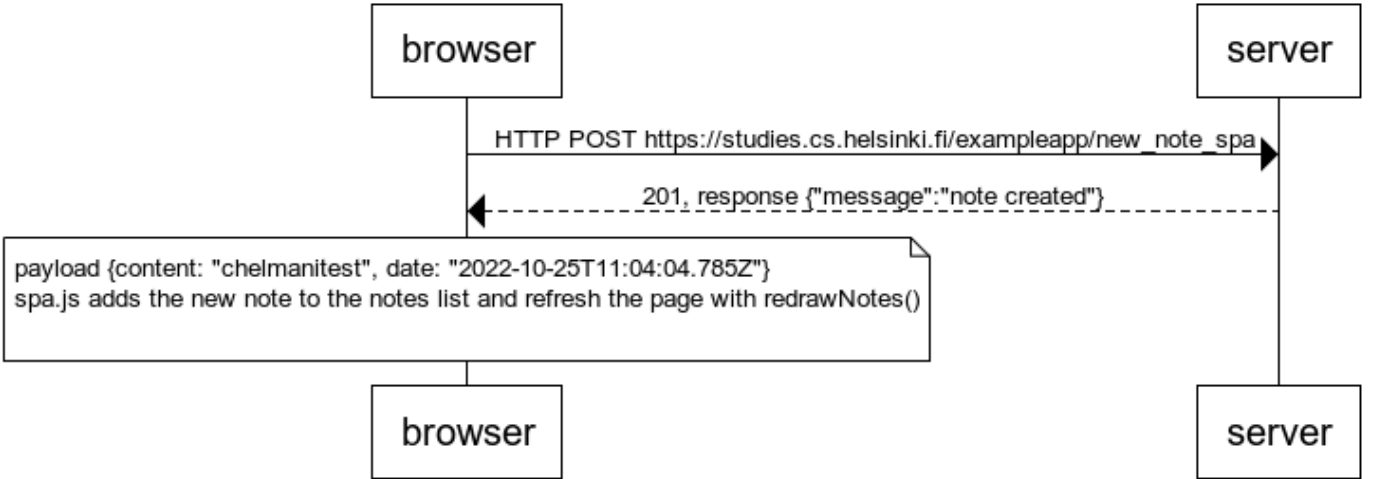 browser
server
HTTP POST https://studies.cs.helsinki.fi/exampleapp/new_note_spa
201, response {"message":"note created"}
payload {content: "chelmanitest", date: "2022-10-25T11:04:04.785Z"}
spa.js adds the new note to the notes list and refresh the page with redrawNotes()
browser
server